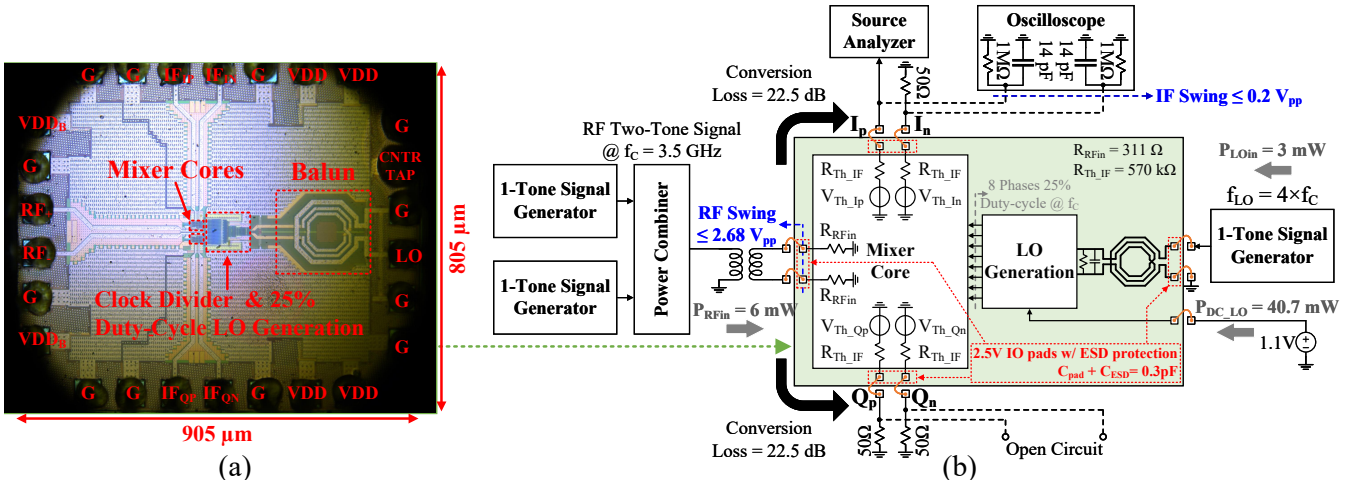 G G IF_IP IF_IN G VDD VDD
VDD_B
G
RF+
RF-
G
VDD_B
G
CNTR
TAP
G
LO
G
G
Mixer Cores
Balun
Clock Divider & 25%
Duty-Cycle LO Generation
G G IF_QP IF_QN G VDD VDD
805 µm
905 µm
(a)
Source
Analyzer
Oscilloscope
1MΩ
14 pF
14 pF
1MΩ
50Ω
Conversion
Loss = 22.5 dB
IF Swing ≤ 0.2 V_pp
I_p
I_n
RF Two-Tone Signal
@ f_C = 3.5 GHz
1-Tone Signal
Generator
1-Tone Signal
Generator
Power Combiner
RF Swing
≤ 2.68 V_pp
P_RFin = 6 mW
R_Th_IF
R_Th_IF
V_Th_Ip
V_Th_In
R_RFin
Mixer
Core
R_RFin
V_Th_Qp
V_Th_Qn
R_Th_IF
R_Th_IF
8 Phases 25%
Duty-cycle @ f_C
R_RFin = 311 Ω
R_Th_IF = 570 kΩ
LO
Generation
P_LOin = 3 mW
f_LO = 4×f_C
1-Tone Signal
Generator
P_DC_LO = 40.7 mW
1.1V
2.5V IO pads w/ ESD protection
C_pad + C_ESD = 0.3pF
Q_p
Q_n
Conversion
Loss = 22.5 dB
50Ω
50Ω
Open Circuit
(b)